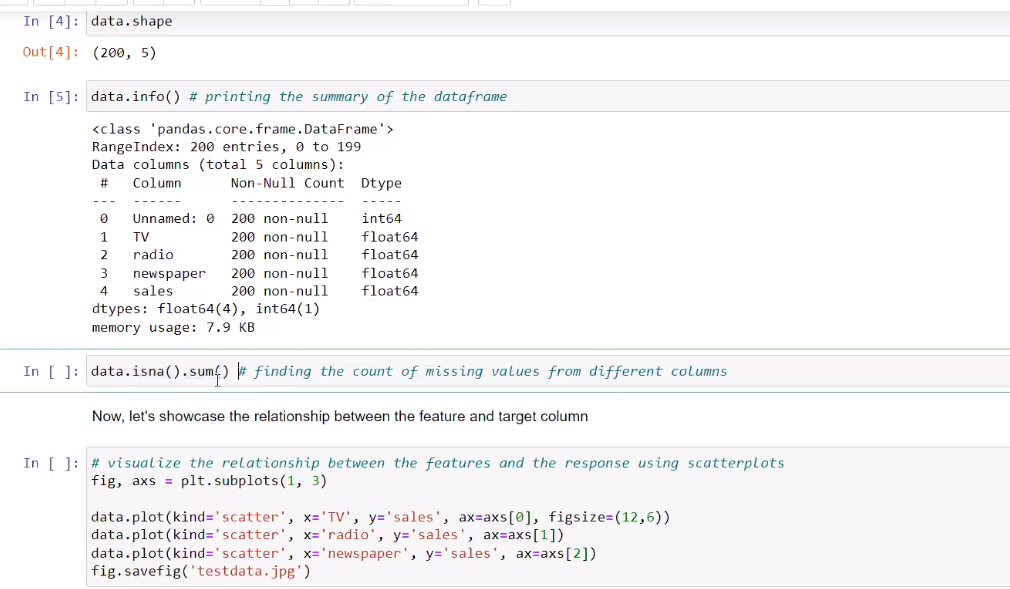 In [4]: data.shape
Out[4]: (200, 5)
In [5]: data.info() # printing the summary of the dataframe
<class 'pandas.core.frame.DataFrame'>
RangeIndex: 200 entries, 0 to 199
Data columns (total 5 columns):
 #   Column      Non-Null Count  Dtype
---  ------      --------------  -----
 0   Unnamed: 0  200 non-null    int64
 1   TV          200 non-null    float64
 2   radio       200 non-null    float64
 3   newspaper   200 non-null    float64
 4   sales       200 non-null    float64
dtypes: float64(4), int64(1)
memory usage: 7.9 KB
In [ ]: data.isna().sum() # finding the count of missing values from different columns
Now, let's showcase the relationship between the feature and target column
In [ ]: # visualize the relationship between the features and the response using scatterplots
fig, axs = plt.subplots(1, 3)
data.plot(kind='scatter', x='TV', y='sales', ax=axs[0], figsize=(12,6))
data.plot(kind='scatter', x='radio', y='sales', ax=axs[1])
data.plot(kind='scatter', x='newspaper', y='sales', ax=axs[2])
fig.savefig('testdata.jpg')